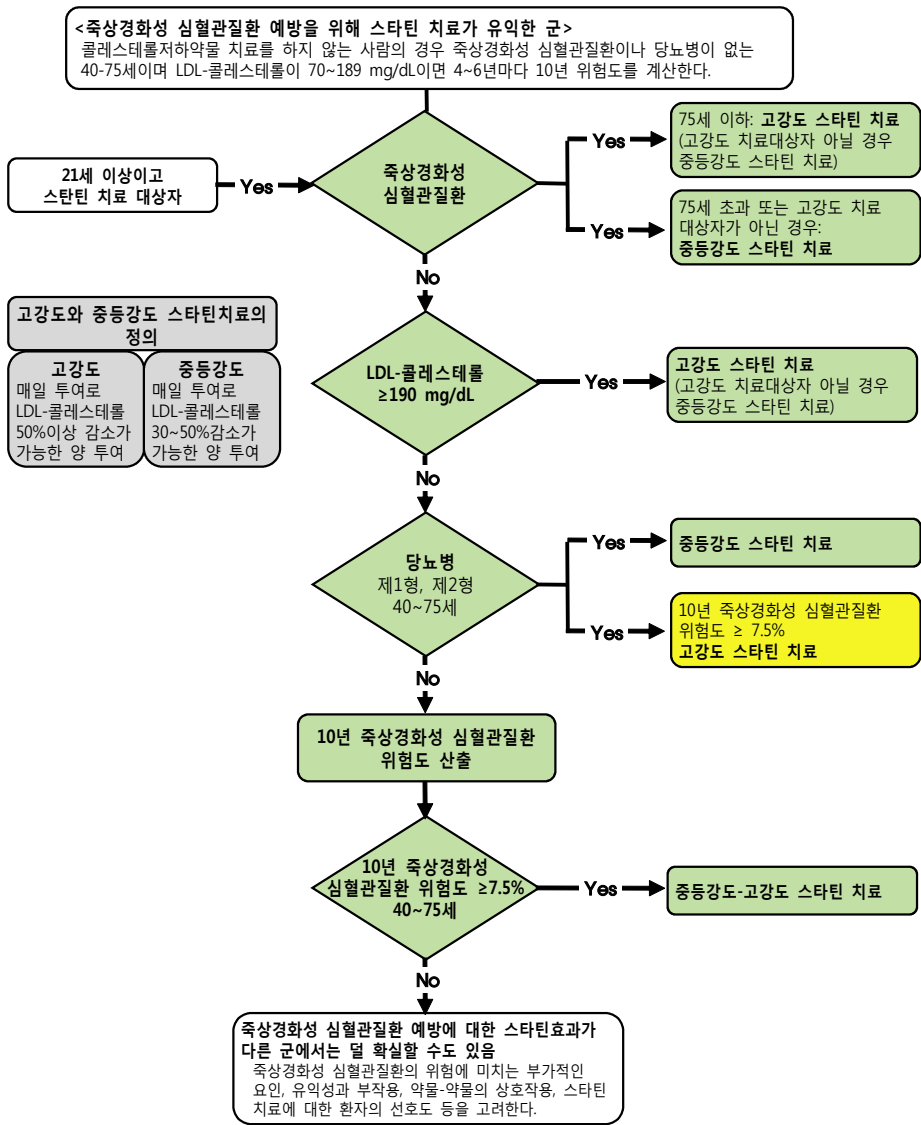 <죽상경화성 심혈관질환 예방을 위해 스타틴 치료가 유익한 군>
콜레스테롤저하약물 치료를 하지 않는 사람의 경우 죽상경화성 심혈관질환이나 당뇨병이 없는
40-75세이며 LDL-콜레스테롤이 70~189 mg/dL이면 4~6년마다 10년 위험도를 계산한다.
21세 이상이고
스탄틴 치료 대상자
Yes
죽상경화성
심혈관질환
Yes
75세 이하: 고강도 스타틴 치료
(고강도 치료대상자 아닐 경우
중등강도 스타틴 치료)
Yes
75세 초과 또는 고강도 치료
대상자가 아닌 경우:
중등강도 스타틴 치료
No
고강도와 중등강도 스타틴치료의
정의
고강도
매일 투여로
LDL-콜레스테롤
50%이상 감소가
가능한 양 투여
중등강도
매일 투여로
LDL-콜레스테롤
30~50%감소가
가능한 양 투여
LDL-콜레스테롤
≥190 mg/dL
Yes
고강도 스타틴 치료
(고강도 치료대상자 아닐 경우
중등강도 스타틴 치료)
No
당뇨병
제1형, 제2형
40~75세
Yes
중등강도 스타틴 치료
Yes
10년 죽상경화성 심혈관질환
위험도 ≥ 7.5%
고강도 스타틴 치료
No
10년 죽상경화성 심혈관질환
위험도 산출
10년 죽상경화성
심혈관질환 위험도 ≥7.5%
40~75세
Yes
중등강도-고강도 스타틴 치료
No
죽상경화성 심혈관질환 예방에 대한 스타틴효과가
다른 군에서는 덜 확실할 수도 있음
죽상경화성 심혈관질환의 위험에 미치는 부가적인
요인, 유익성과 부작용, 약물-약물의 상호작용, 스타틴
치료에 대한 환자의 선호도 등을 고려한다.